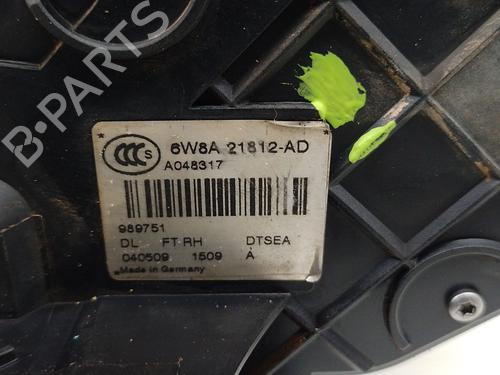 B-PARTS
CCC S
6W8A 21812-AD
A048317
989751
DL FT RH DTSEA
040509 1509 A
Made in Germany